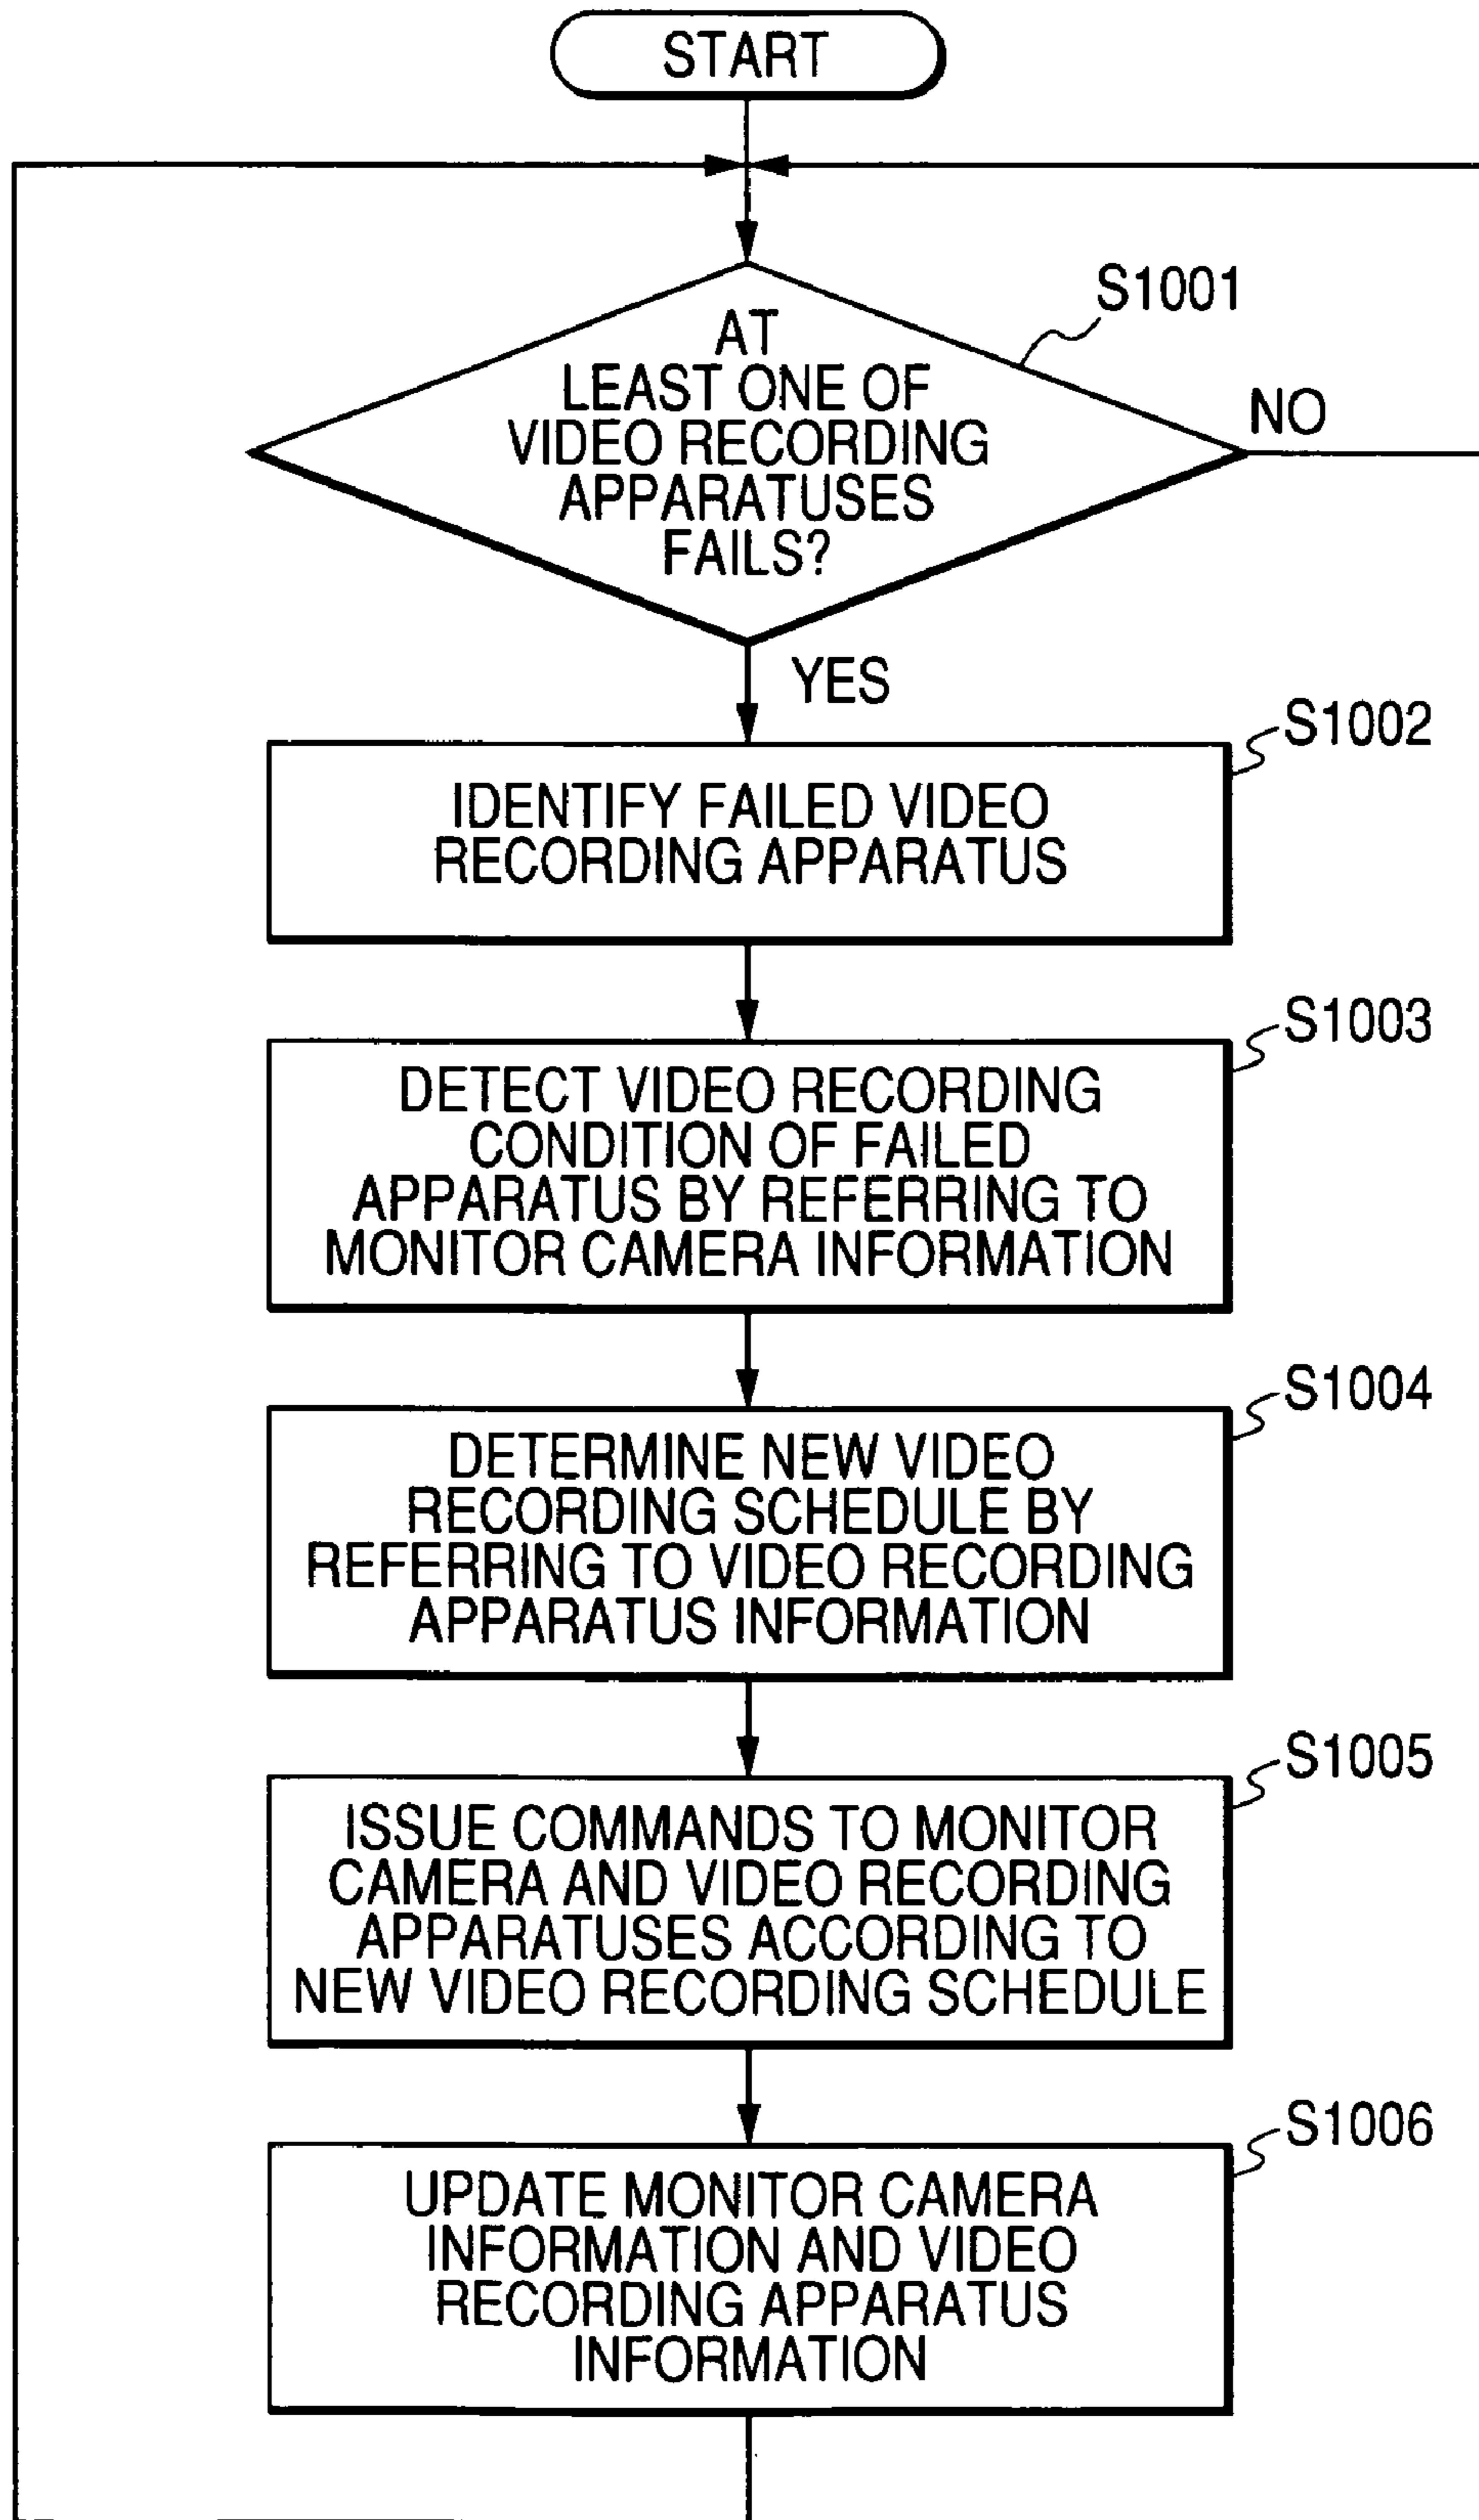 START
S1001
AT
LEAST ONE OF
VIDEO RECORDING
APPARATUSES
FAILS?
NO
YES
S1002
IDENTIFY FAILED VIDEO
RECORDING APPARATUS
S1003
DETECT VIDEO RECORDING
CONDITION OF FAILED
APPARATUS BY REFERRING TO
MONITOR CAMERA INFORMATION
S1004
DETERMINE NEW VIDEO
RECORDING SCHEDULE BY
REFERRING TO VIDEO RECORDING
APPARATUS INFORMATION
S1005
ISSUE COMMANDS TO MONITOR
CAMERA AND VIDEO RECORDING
APPARATUSES ACCORDING TO
NEW VIDEO RECORDING SCHEDULE
S1006
UPDATE MONITOR CAMERA
INFORMATION AND VIDEO
RECORDING APPARATUS
INFORMATION